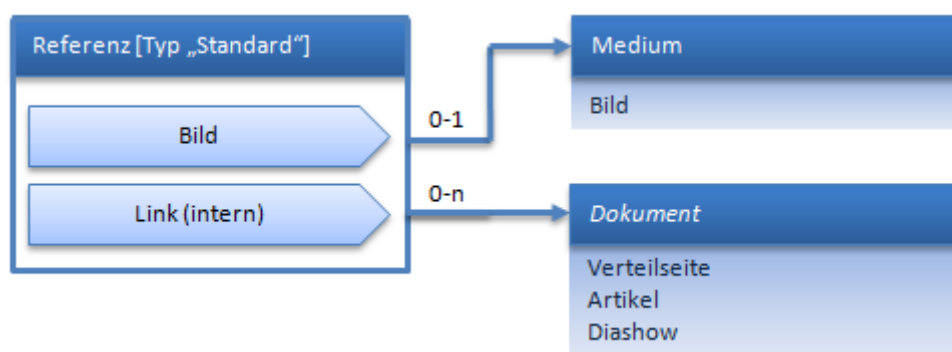 Referenz [Typ „Standard“]
Bild
Link (intern)
0-1
0-n
Medium
Bild
Dokument
Verteilseite
Artikel
Diashow